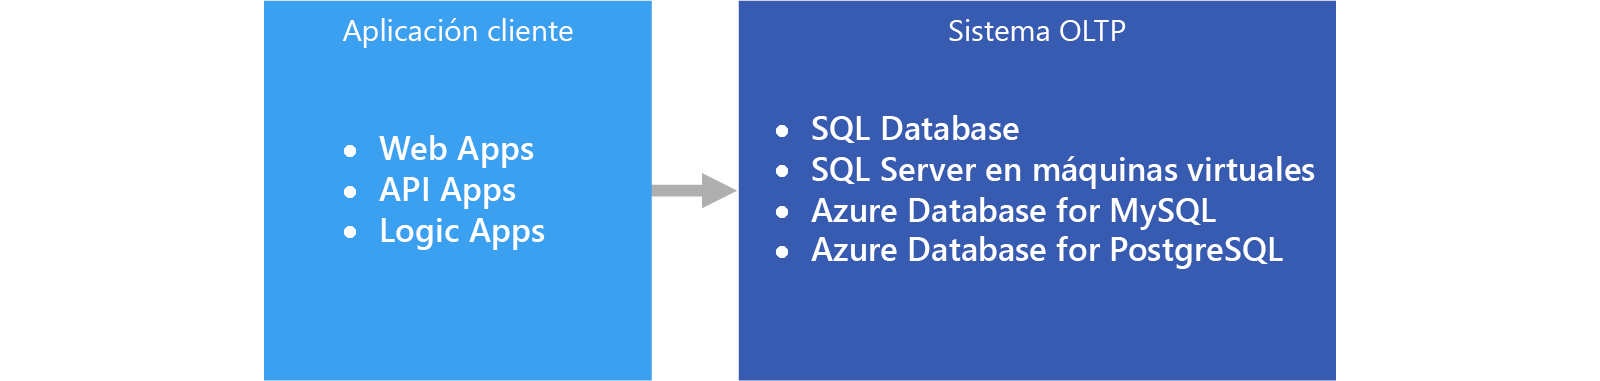 Aplicación cliente
• Web Apps
• API Apps
• Logic Apps
Sistema OLTP
• SQL Database
• SQL Server en máquinas virtuales
• Azure Database for MySQL
• Azure Database for PostgreSQL